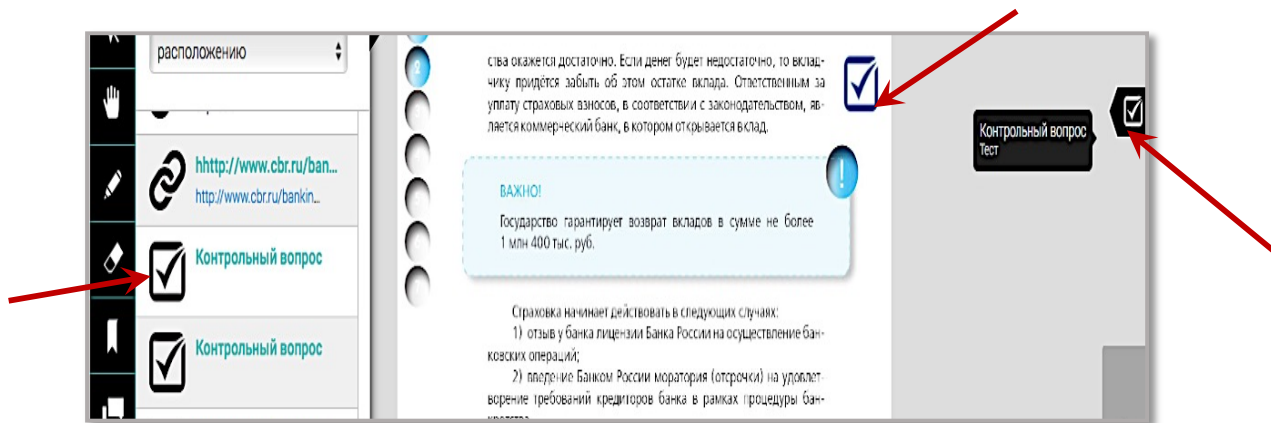 расположению
hhttp://www.cbr.ru/ban...
http://www.cbr.ru/bankin...
Контрольный вопрос
Контрольный вопрос
2
ства окажется достаточно. Если денег будет недостаточно, то вклад-
чику придётся забыть об этом остатке вклада. Ответственным за
уплату страховых взносов, в соответствии с законодательством, яв-
ляется коммерческий банк, в котором открывается вклад.
!
ВАЖНО!
Государство гарантирует возврат вкладов в сумме не более
1 млн 400 тыс. руб.
Страховка начинает действовать в следующих случаях:
1) отзыв у банка лицензии Банка России на осуществление бан-
ковских операций;
2) введение Банком России моратория (отсрочки) на удовлет-
ворение требований кредиторов банка в рамках процедуры бан-
Контрольный вопрос
Тест